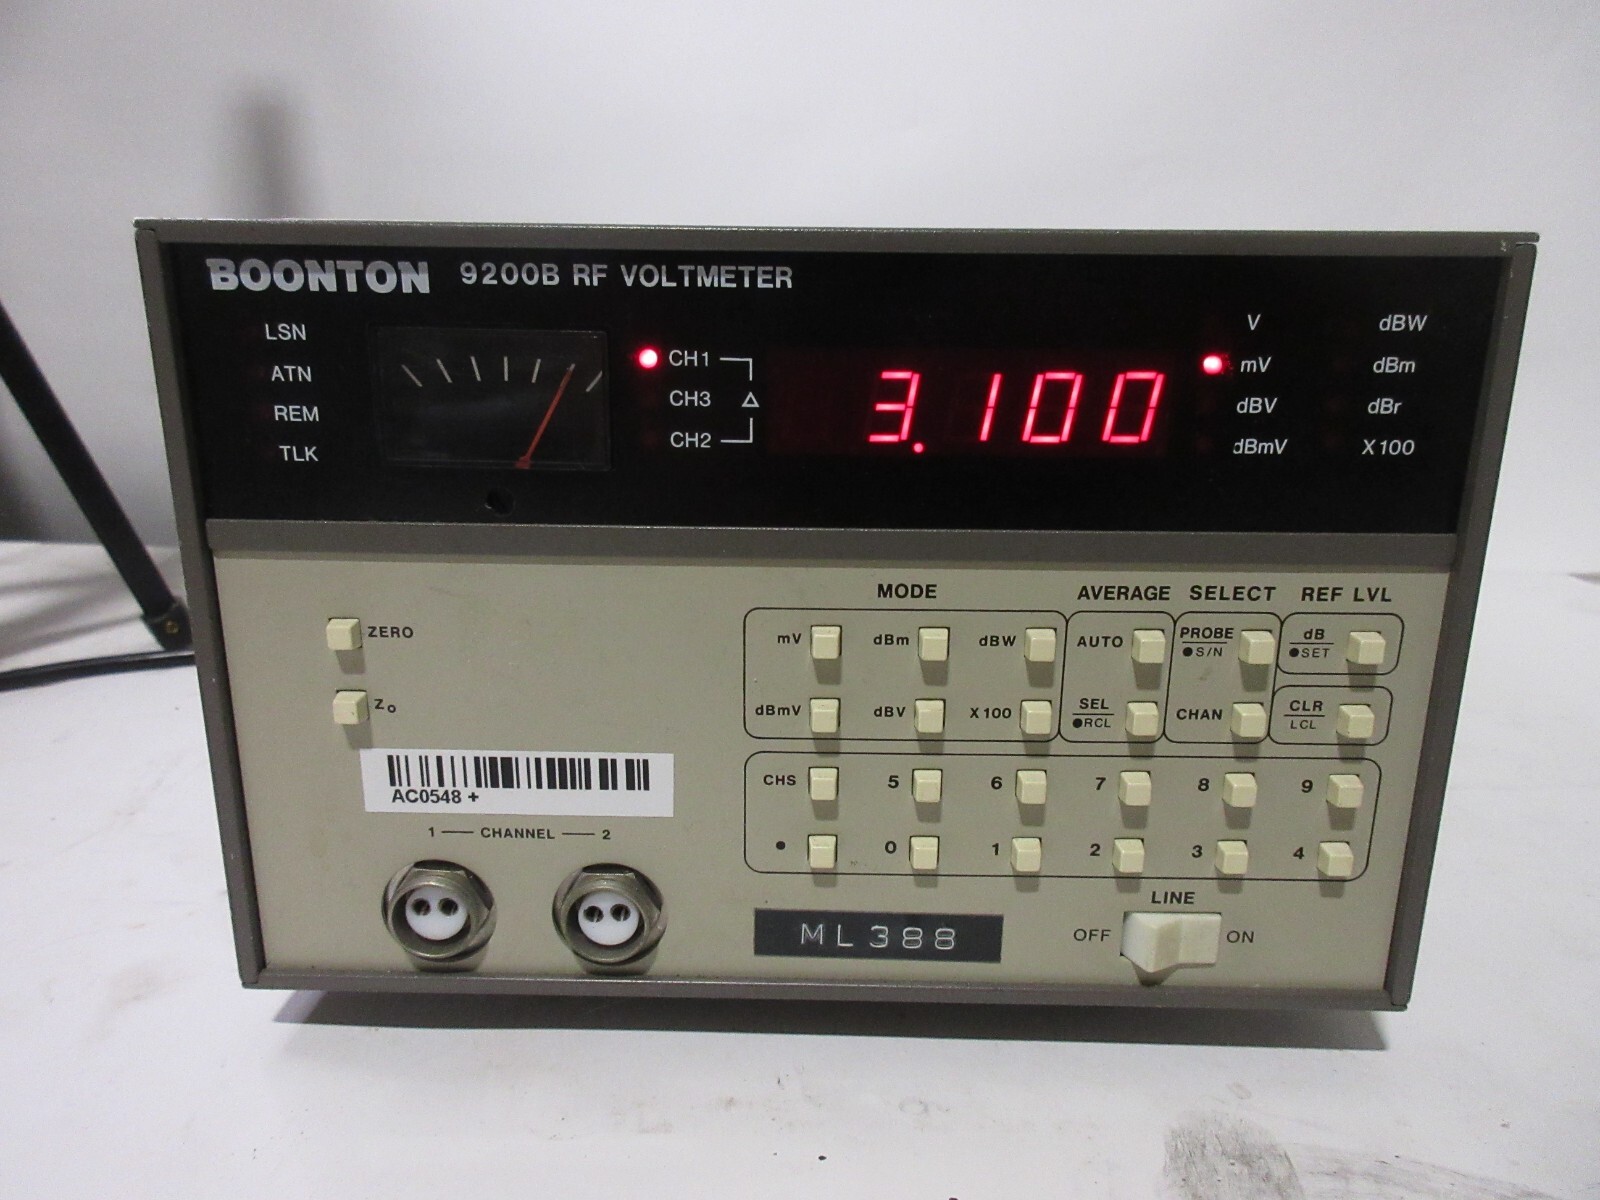 BOONTON 9200B RF VOLTMETER
LSN
ATN
REM
TLK
CH1
CH3 Δ
CH2
3.100
V dBW
mV dBm
dBV dBr
dBmV X100
MODE AVERAGE SELECT REF LVL
ZERO
mV dBm dBW AUTO PROBE ●S/N dB ●SET
Zo
dBmV dBV X100 SEL ●RCL CHAN CLR LCL
CHS 5 6 7 8 9
AC0548 +
1 CHANNEL 2
● 0 1 2 3 4
LINE
ML388
OFF ON